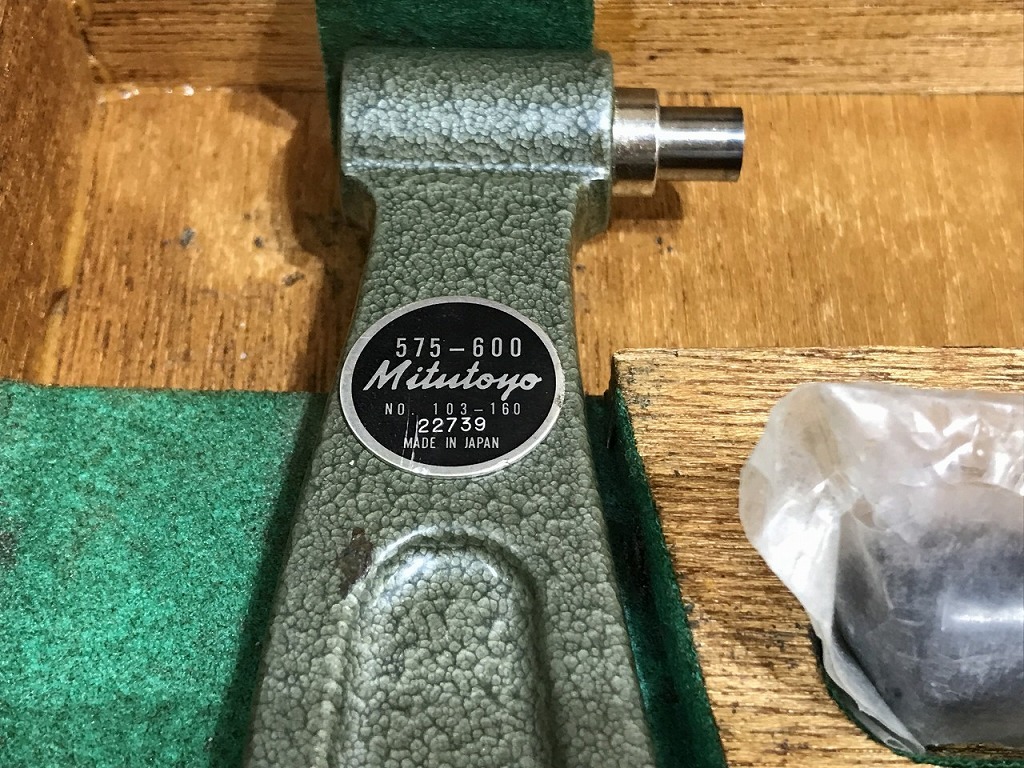 575-600
Mitutoyo
NO. 103-160
22739
MADE IN JAPAN